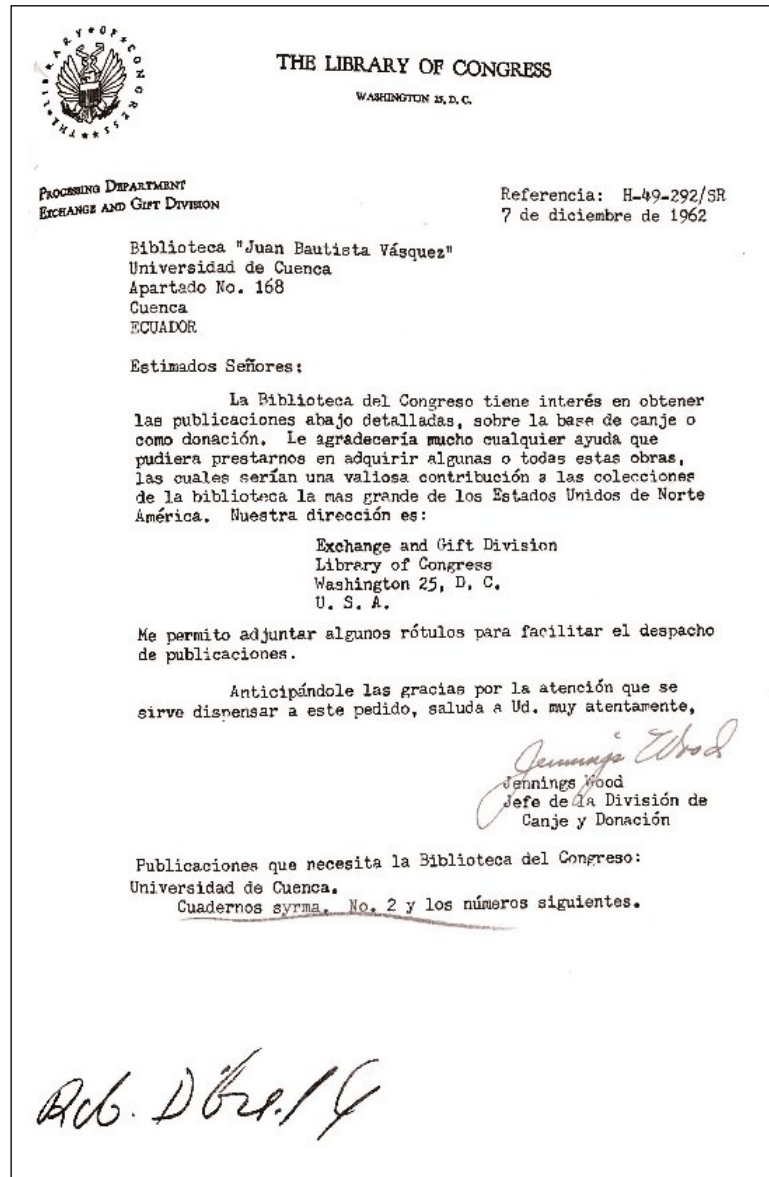 THE LIBRARY OF CONGRESS
THE LIBRARY OF CONGRESS
WASHINGTON 25, D. C.
PROCESSING DEPARTMENT
EXCHANGE AND GIFT DIVISION
Referencia: H-49-292/SR
7 de diciembre de 1962
Biblioteca "Juan Bautista Vásquez"
Universidad de Cuenca
Apartado No. 168
Cuenca
ECUADOR
Estimados Señores:
La Biblioteca del Congreso tiene interés en obtener
las publicaciones abajo detalladas, sobre la base de canje o
como donación. Le agradecería mucho cualquier ayuda que
pudiera prestarnos en adquirir algunas o todas estas obras,
las cuales serían una valiosa contribución a las colecciones
de la biblioteca la mas grande de los Estados Unidos de Norte
América. Nuestra dirección es:
Exchange and Gift Division
Library of Congress
Washington 25, D. C.
U. S. A.
Me permito adjuntar algunos rótulos para facilitar el despacho
de publicaciones.
Anticipándole las gracias por la atención que se
sirve dispensar a este pedido, saluda a Ud. muy atentamente,
Jennings Wood
Jennings Wood
Jefe de la División de
Canje y Donación
Publicaciones que necesita la Biblioteca del Congreso:
Universidad de Cuenca.
Cuadernos syrma. No. 2 y los números siguientes.